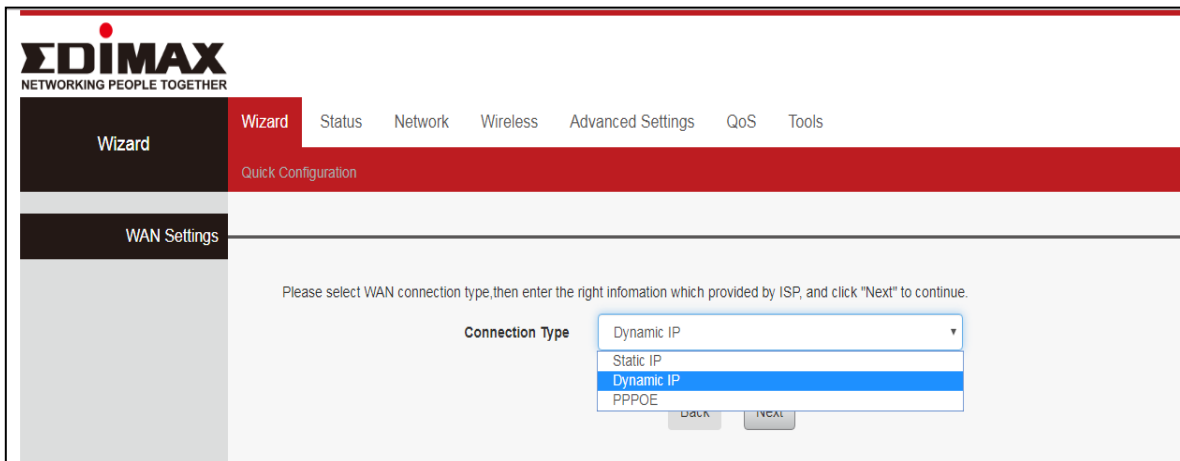 EDIMAX
NETWORKING PEOPLE TOGETHER
Wizard
Wizard Status Network Wireless Advanced Settings QoS Tools
Quick Configuration
WAN Settings
Please select WAN connection type,then enter the right infomation which provided by ISP, and click "Next" to continue.
Connection Type Dynamic IP
Static IP
Dynamic IP
PPPOE
Back Next